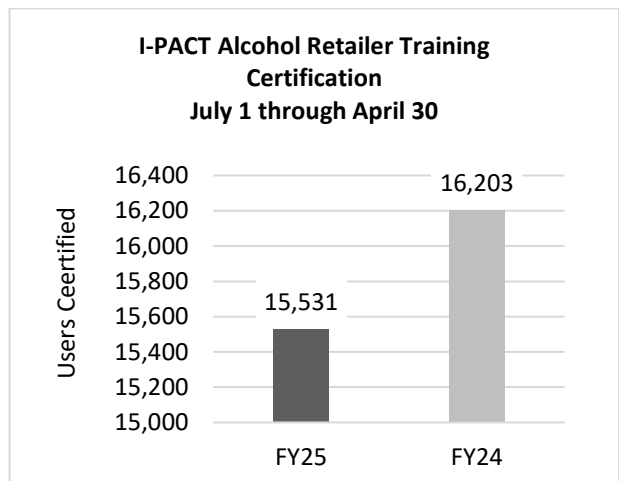 I-PACT Alcohol Retailer Training
Certification
July 1 through April 30
Users Ceertified
16,400
16,200
16,000
15,800
15,600
15,400
15,200
15,000
15,531
16,203
FY25
FY24